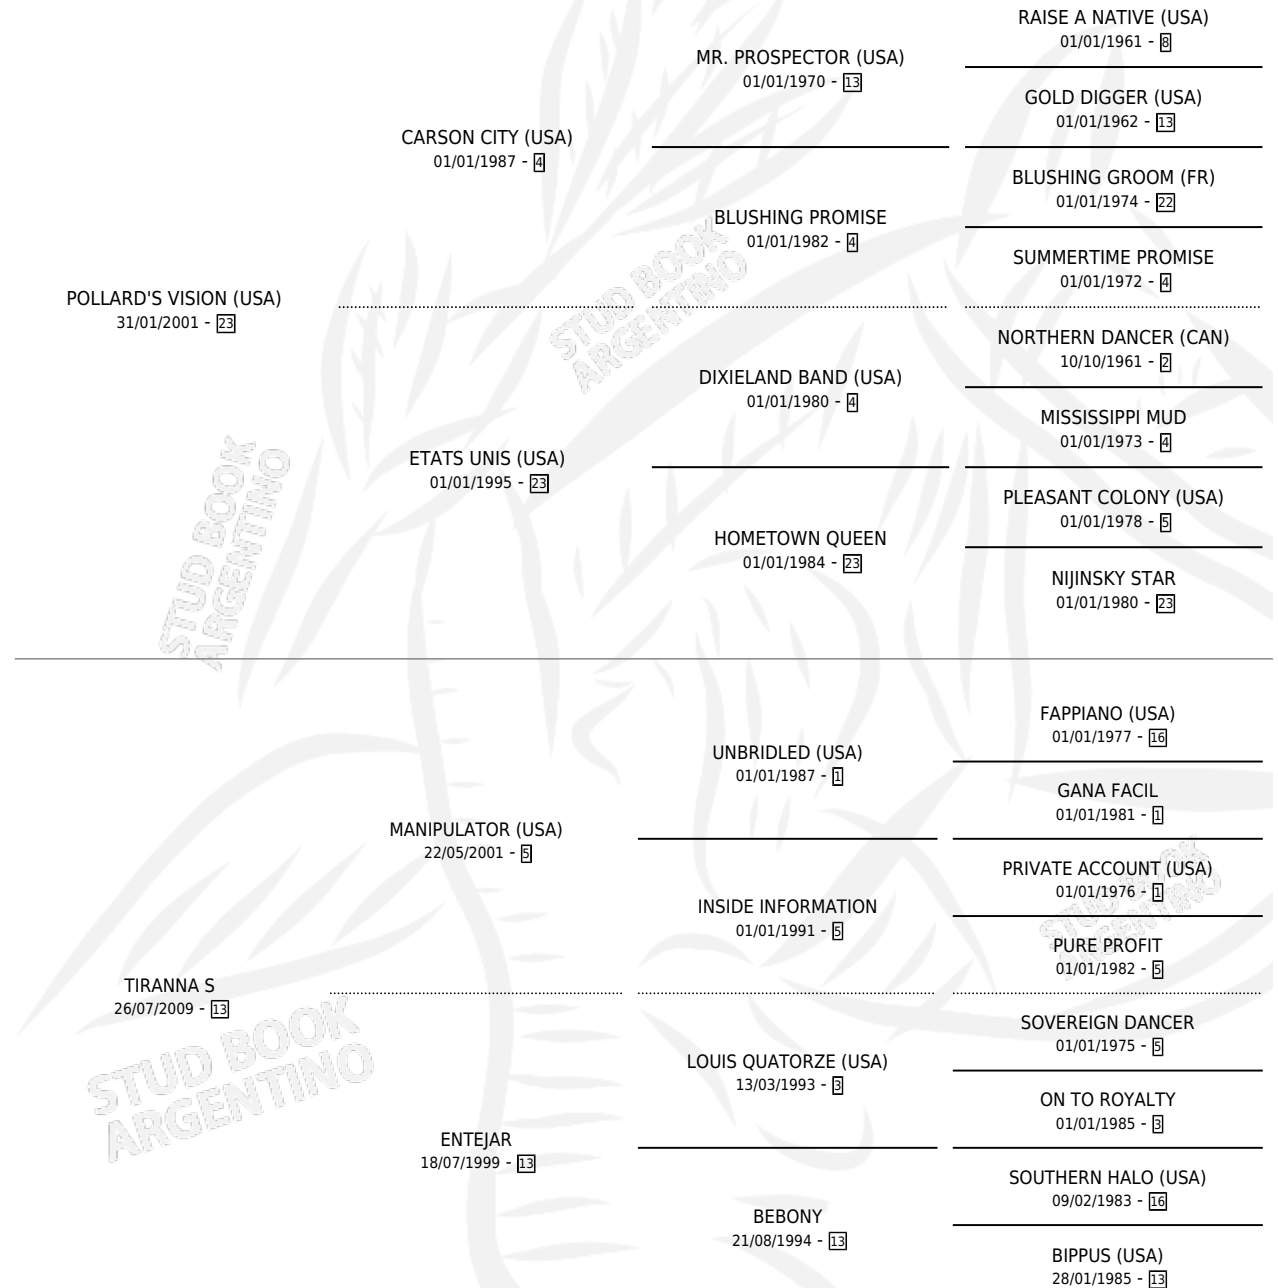 RAISE A NATIVE (USA)
01/01/1961 - 8
MR. PROSPECTOR (USA)
01/01/1970 - 13
GOLD DIGGER (USA)
01/01/1962 - 13
CARSON CITY (USA)
01/01/1987 - 4
BLUSHING GROOM (FR)
01/01/1974 - 22
BLUSHING PROMISE
01/01/1982 - 4
SUMMERTIME PROMISE
01/01/1972 - 4
POLLARD'S VISION (USA)
31/01/2001 - 23
STUD BOOK
ARGENTINO
NORTHERN DANCER (CAN)
10/10/1961 - 2
DIXIELAND BAND (USA)
01/01/1980 - 4
MISSISSIPPI MUD
01/01/1973 - 4
ETATS UNIS (USA)
01/01/1995 - 23
PLEASANT COLONY (USA)
01/01/1978 - 5
HOMETOWN QUEEN
01/01/1984 - 23
NIJINSKY STAR
01/01/1980 - 23
STUD BOOK
ARGENTINO
FAPPIANO (USA)
01/01/1977 - 16
UNBRIDLED (USA)
01/01/1987 - 1
GANA FACIL
01/01/1981 - 1
MANIPULATOR (USA)
22/05/2001 - 5
PRIVATE ACCOUNT (USA)
01/01/1976 - 1
INSIDE INFORMATION
01/01/1991 - 5
STUD BOOK
ARGENTINO
PURE PROFIT
01/01/1982 - 5
TIRANNA S
26/07/2009 - 13
SOVEREIGN DANCER
01/01/1975 - 5
LOUIS QUATORZE (USA)
13/03/1993 - 3
STUD BOOK
ARGENTINO
ON TO ROYALTY
01/01/1985 - 3
ENTEJAR
18/07/1999 - 13
SOUTHERN HALO (USA)
09/02/1983 - 16
BEBONY
21/08/1994 - 13
BIPPUS (USA)
28/01/1985 - 13